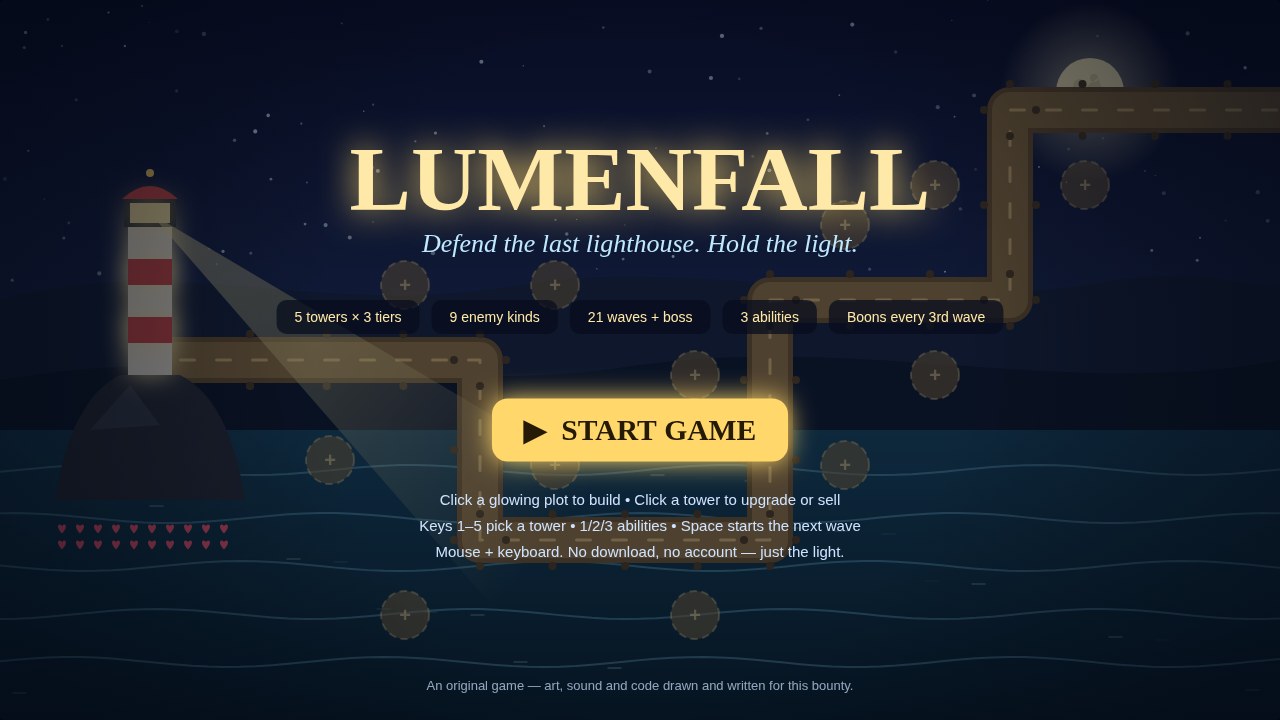 LUMENFALL
Defend the last lighthouse. Hold the light.
5 towers × 3 tiers
9 enemy kinds
21 waves + boss
3 abilities
Boons every 3rd wave
▶ START GAME
Click a glowing plot to build • Click a tower to upgrade or sell
Keys 1–5 pick a tower • 1/2/3 abilities • Space starts the next wave
Mouse + keyboard. No download, no account — just the light.
An original game — art, sound and code drawn and written for this bounty.